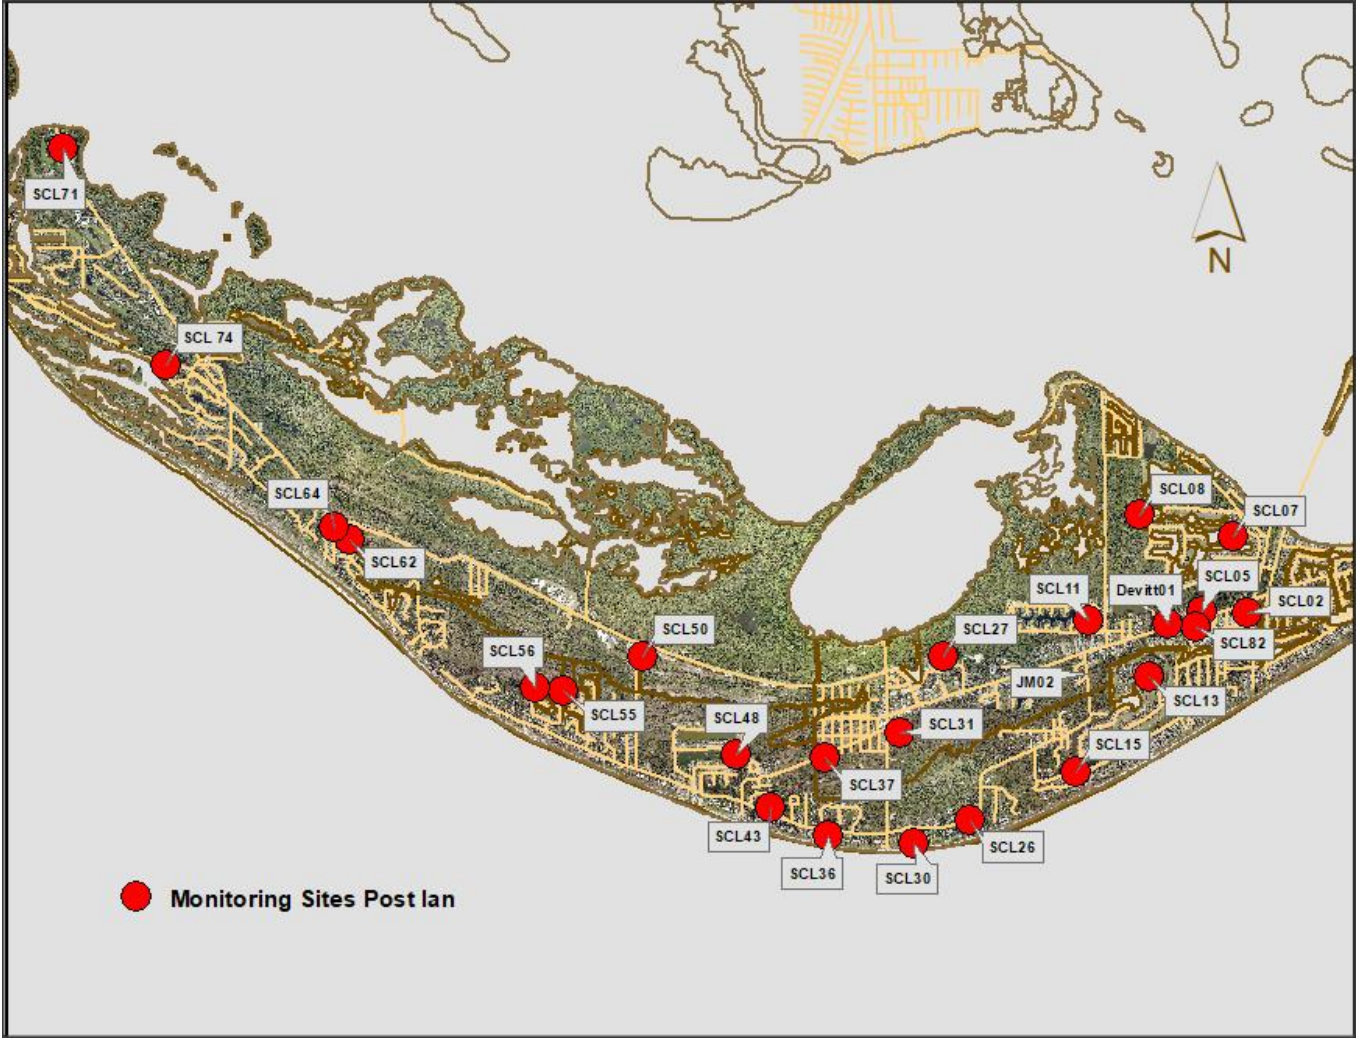 SCL71
N
SCL 74
SCL64
SCL08
SCL07
SCL62
SCL11
Devitt01
SCL05
SCL02
SCL50
SCL27
SCL82
SCL56
JM02
SCL13
SCL55
SCL48
SCL31
SCL15
SCL37
SCL43
SCL26
SCL36
SCL30
Monitoring Sites Post Ian